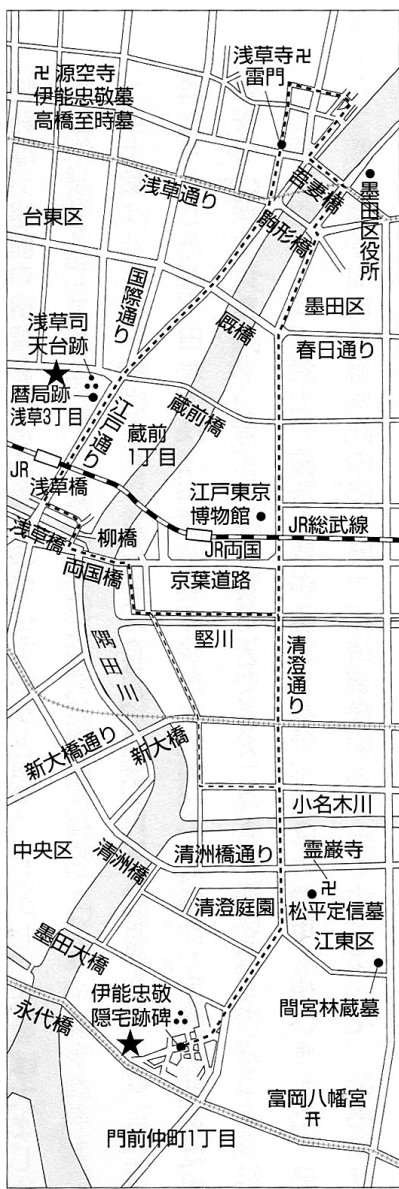 卍 源空寺
伊能忠敬墓
高橋至時墓
浅草寺卍
雷門
浅草通り
吾妻橋
墨田区役所
台東区
駒形橋
国際通り
厩橋
墨田区
春日通り
浅草司
天台跡
暦局跡
浅草3丁目
江戸通り
蔵前
1丁目
蔵前橋
JR
浅草橋
江戸東京
博物館
JR総武線
浅草橋
柳橋
JR両国
両国橋
京葉道路
隅田川
竪川
清澄通り
新大橋通り
新大橋
小名木川
中央区
清洲橋
清洲橋通り
霊巌寺
卍
松平定信墓
清澄庭園
江東区
墨田大橋
伊能忠敬
隠宅跡碑
間宮林蔵墓
永代橋
富岡八幡宮
門前仲町1丁目